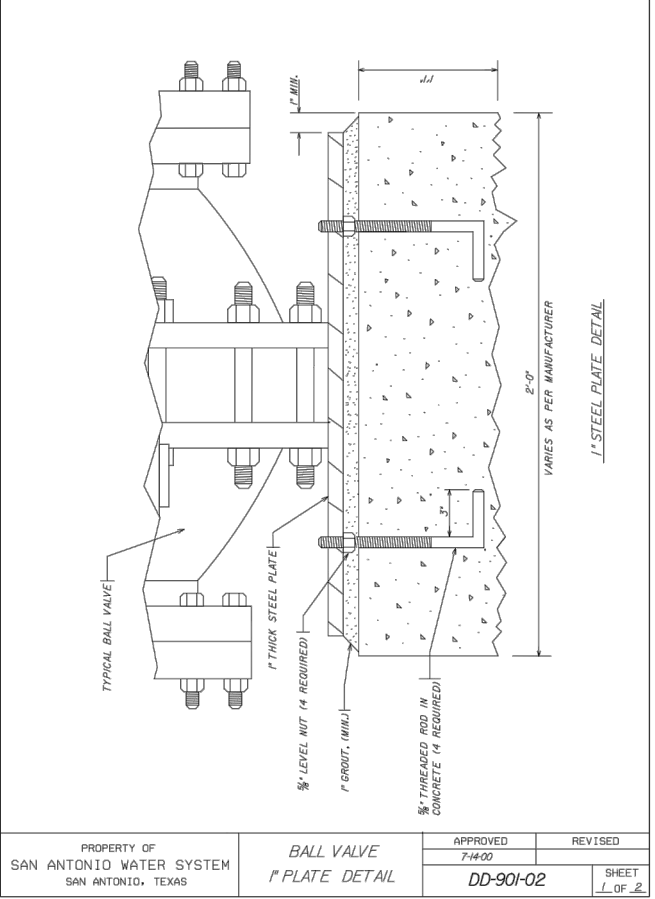 1" MIN.
2'-0"
VARIES AS PER MANUFACTURER
1" STEEL PLATE DETAIL
3"
TYPICAL BALL VALVE
1" THICK STEEL PLATE
⅝" LEVEL NUT (4 REQUIRED)
1" GROUT, (MIN.)
⅝" THREADED ROD IN
CONCRETE (4 REQUIRED)
PROPERTY OF
SAN ANTONIO WATER SYSTEM
SAN ANTONIO, TEXAS
BALL VALVE
1" PLATE DETAIL
APPROVED
REVISED
7-14-00
DD-901-02
SHEET
1 OF 2